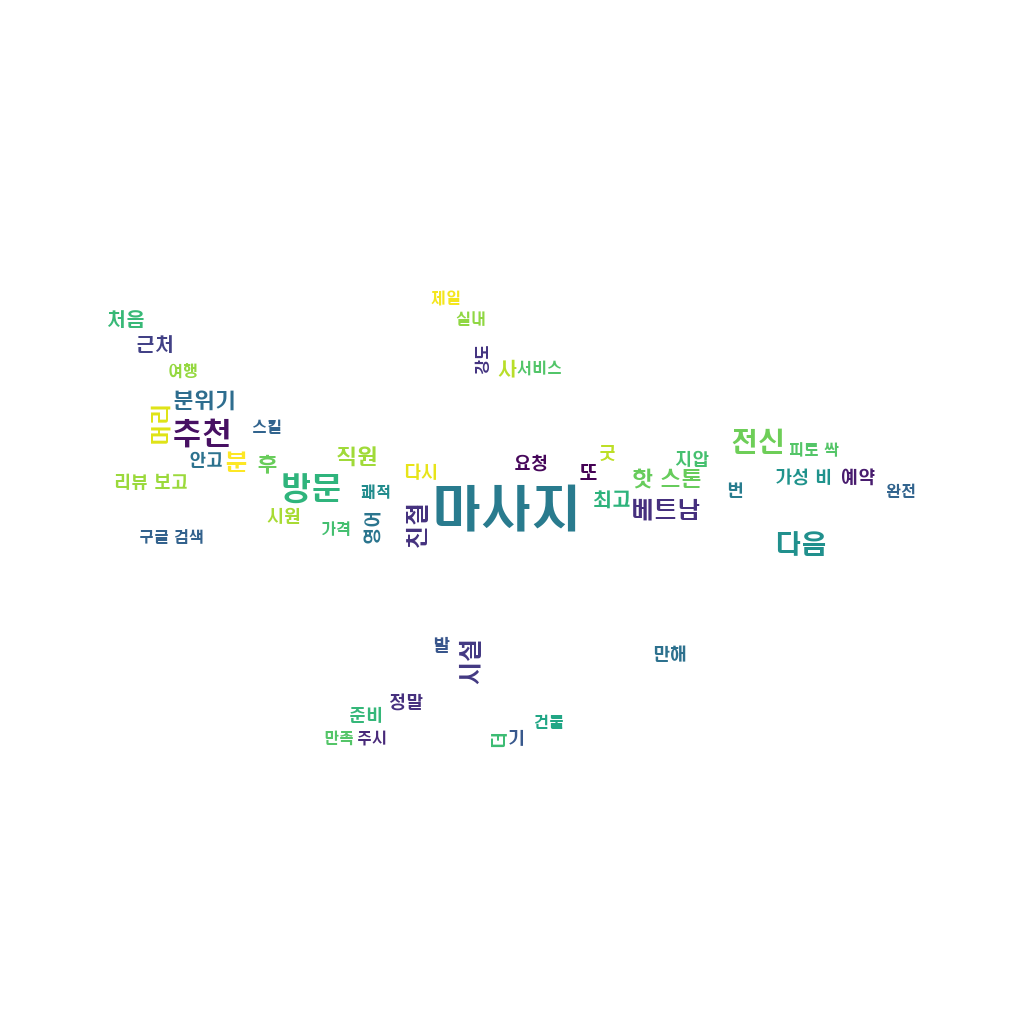 제일
처음
실내
근처
강도
사
서비스
여행
분위기
머리
추천
스킬
전신
피토 싹
안고
분
후
직원
다시
요청
또
굿
지압
리뷰 보고
방문
쾌적
마사지
최고
핫 스톤
번
가성 비
예약
완전
시원
가격
영어
친절
베트남
구글 검색
다음
발
시설
만해
정말
준비
만족
주시
더
기
건물